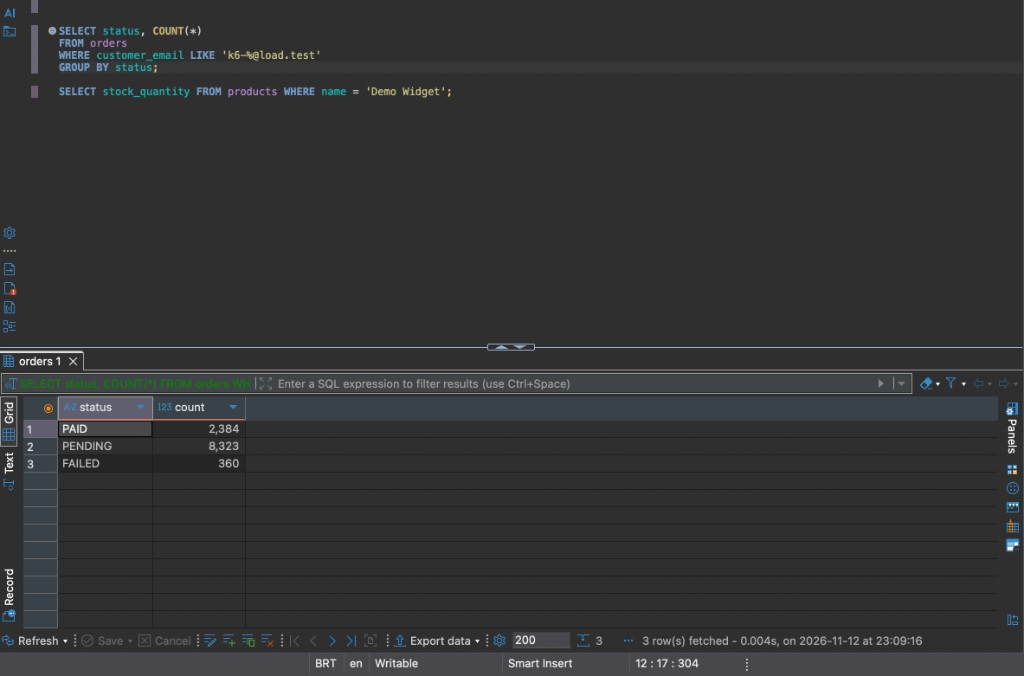 AI
SELECT status, COUNT(*)
FROM orders
WHERE customer_email LIKE 'k6-%@load.test'
GROUP BY status;
SELECT stock_quantity FROM products WHERE name = 'Demo Widget';
orders 1
SELECT status, COUNT(*) FROM orders WH
Enter a SQL expression to filter results (use Ctrl+Space)
Grid
Text
Record
Panels
A-Z status 123 count
1 PAID 2,384
2 PENDING 8,323
3 FAILED 360
Refresh Save Cancel Export data 200 3 ... 3 row(s) fetched - 0.004s, on 2026-11-12 at 23:09:16
BRT en Writable Smart Insert 12 : 17 : 304